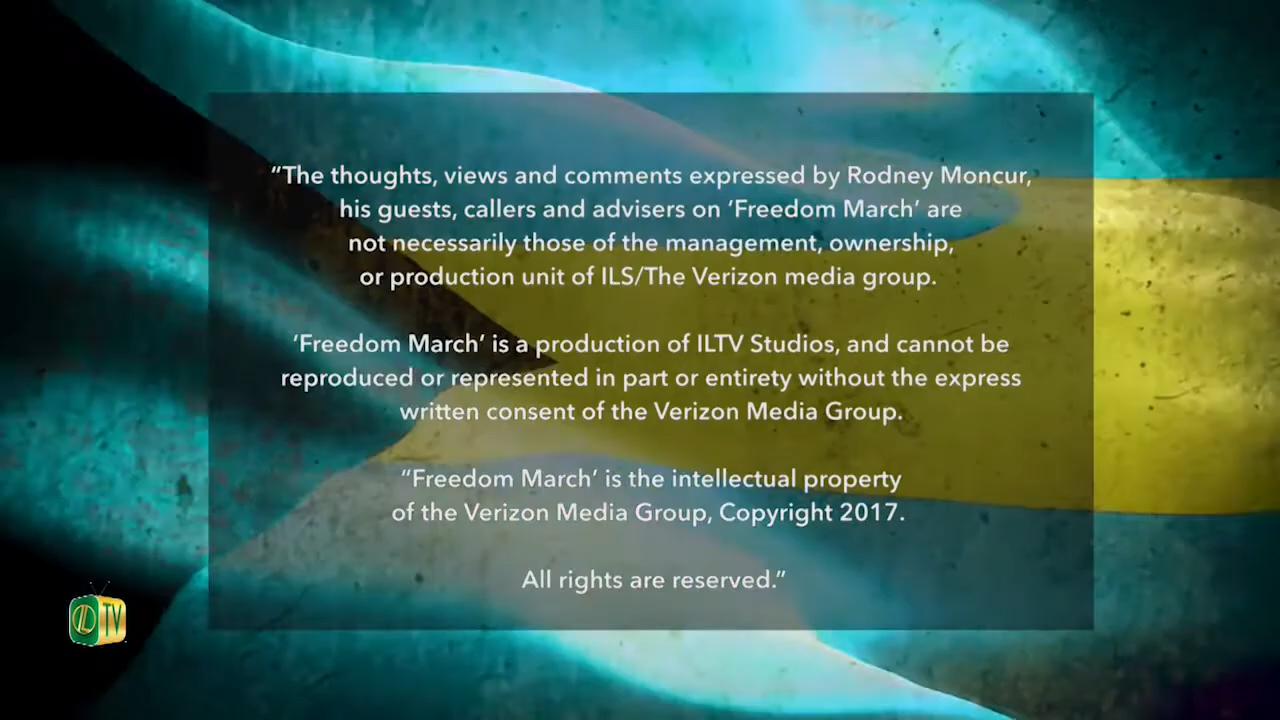 “The thoughts, views and comments expressed by Rodney Moncur,
his guests, callers and advisers on ‘Freedom March’ are
not necessarily those of the management, ownership,
or production unit of ILS/The Verizon media group.
‘Freedom March’ is a production of ILTV Studios, and cannot be
reproduced or represented in part or entirety without the express
written consent of the Verizon Media Group.
“Freedom March’ is the intellectual property
of the Verizon Media Group, Copyright 2017.
All rights are reserved.”
IL TV